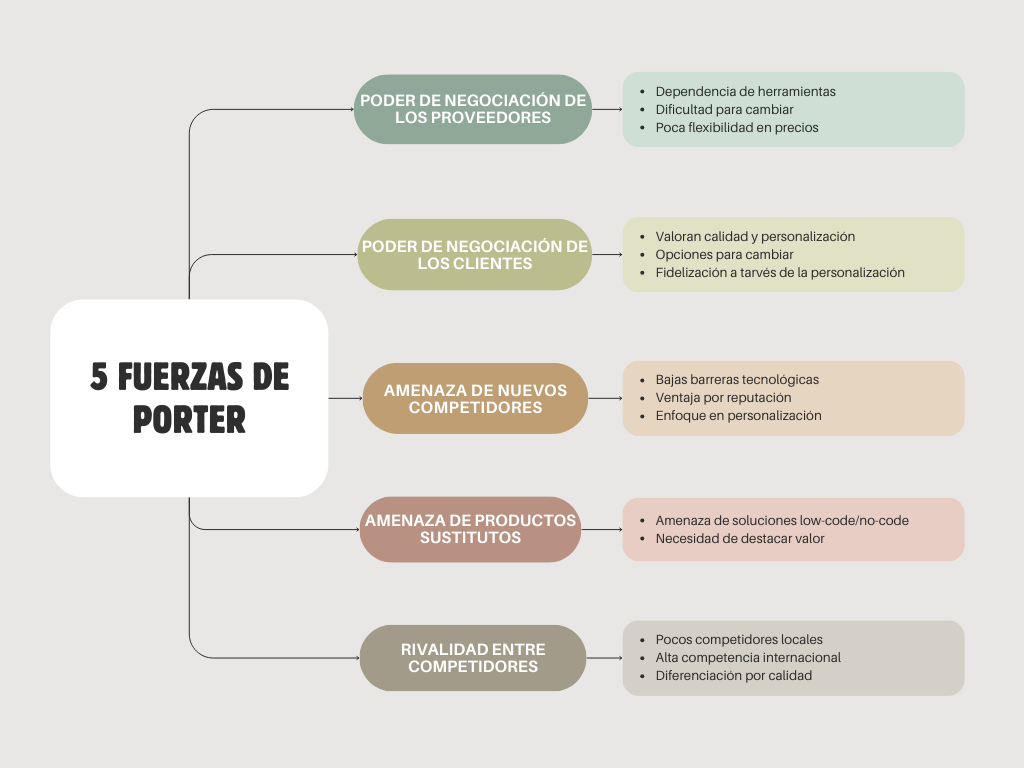 5 FUERZAS DE
PORTER
PODER DE NEGOCIACIÓN DE
LOS PROVEEDORES
• Dependencia de herramientas
• Dificultad para cambiar
• Poca flexibilidad en precios
PODER DE NEGOCIACIÓN DE
LOS CLIENTES
• Valoran calidad y personalización
• Opciones para cambiar
• Fidelización a tarvés de la personalización
AMENAZA DE NUEVOS
COMPETIDORES
• Bajas barreras tecnológicas
• Ventaja por reputación
• Enfoque en personalización
AMENAZA DE PRODUCTOS
SUSTITUTOS
• Amenaza de soluciones low-code/no-code
• Necesidad de destacar valor
RIVALIDAD ENTRE
COMPETIDORES
• Pocos competidores locales
• Alta competencia internacional
• Diferenciación por calidad